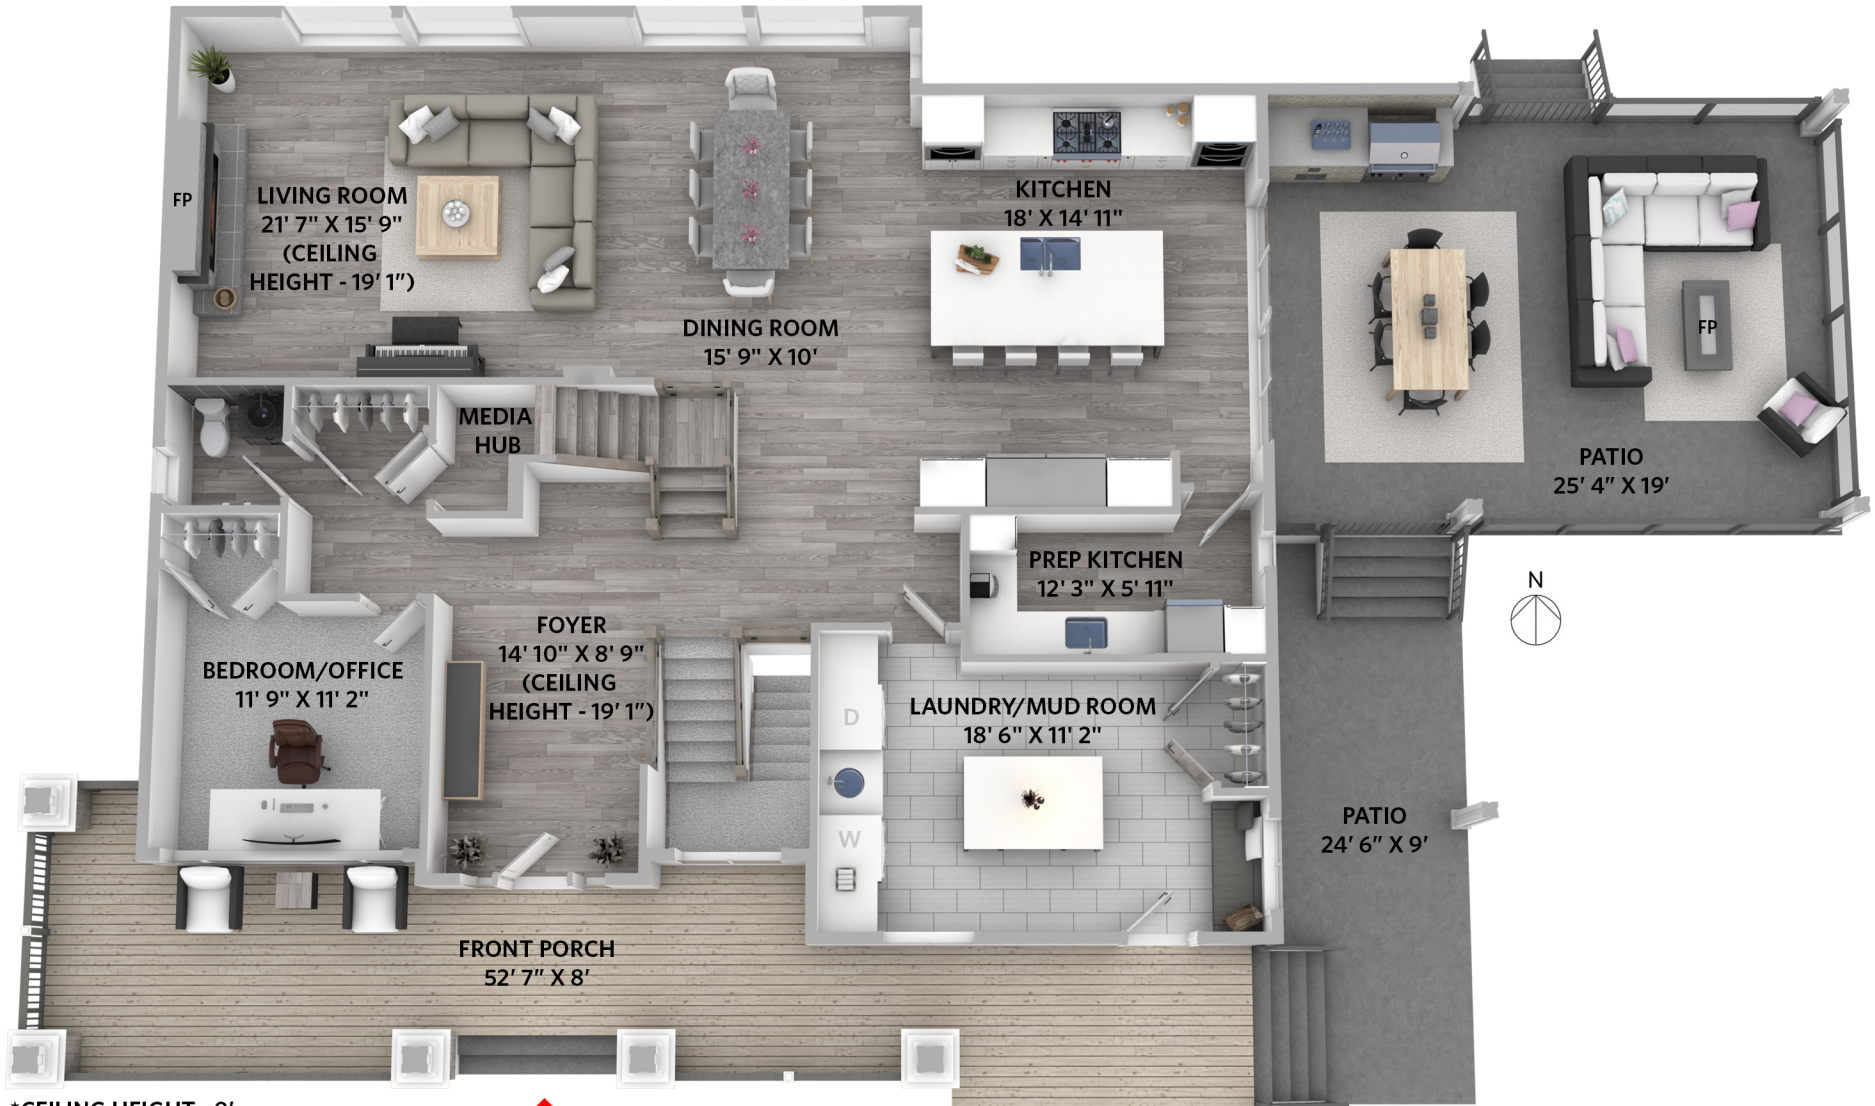 FP
LIVING ROOM
21' 7" X 15' 9"
(CEILING
HEIGHT - 19' 1")
DINING ROOM
15' 9" X 10'
KITCHEN
18' X 14' 11"
FP
PATIO
25' 4" X 19'
MEDIA
HUB
PREP KITCHEN
12' 3" X 5' 11"
N
FOYER
14' 10" X 8' 9"
(CEILING
HEIGHT - 19' 1")
BEDROOM/OFFICE
11' 9" X 11' 2"
D
W
LAUNDRY/MUD ROOM
18' 6" X 11' 2"
PATIO
24' 6" X 9'
FRONT PORCH
52' 7" X 8'
*CEILING HEIGHT - 9'